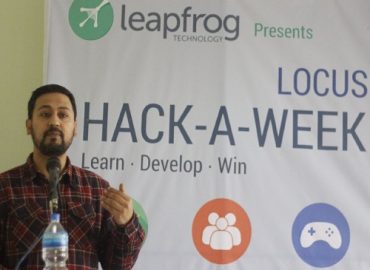 leapfrog
TECHNOLOGY
Presents
LOCUS
HACK-A-WEEK
Learn · Develop · Win